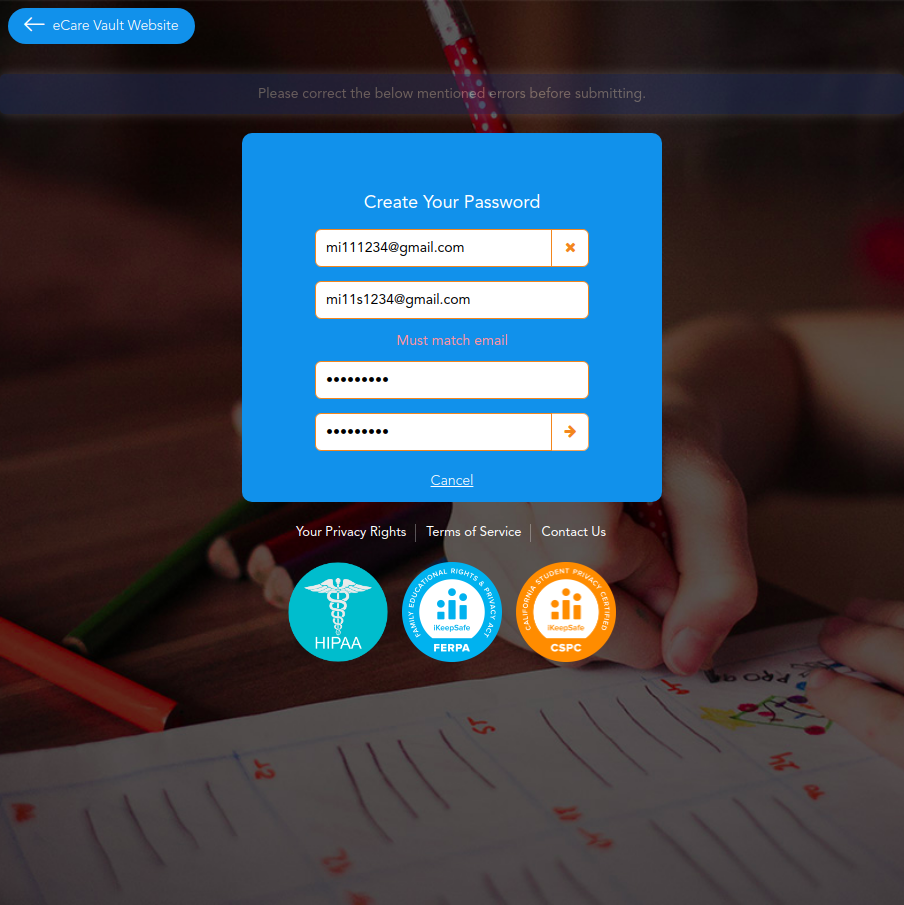 eCare Vault Website
Please correct the below mentioned errors before submitting.
Create Your Password
mi111234@gmail.com
mi11s1234@gmail.com
Must match email
•••••••••
•••••••••
Cancel
Your Privacy Rights
Terms of Service
Contact Us
HIPAA
FAMILY EDUCATIONAL RIGHTS & PRIVACY ACT
iKeepSafe
FERPA
CALIFORNIA STUDENT PRIVACY CERTIFIED
iKeepSafe
CSPC